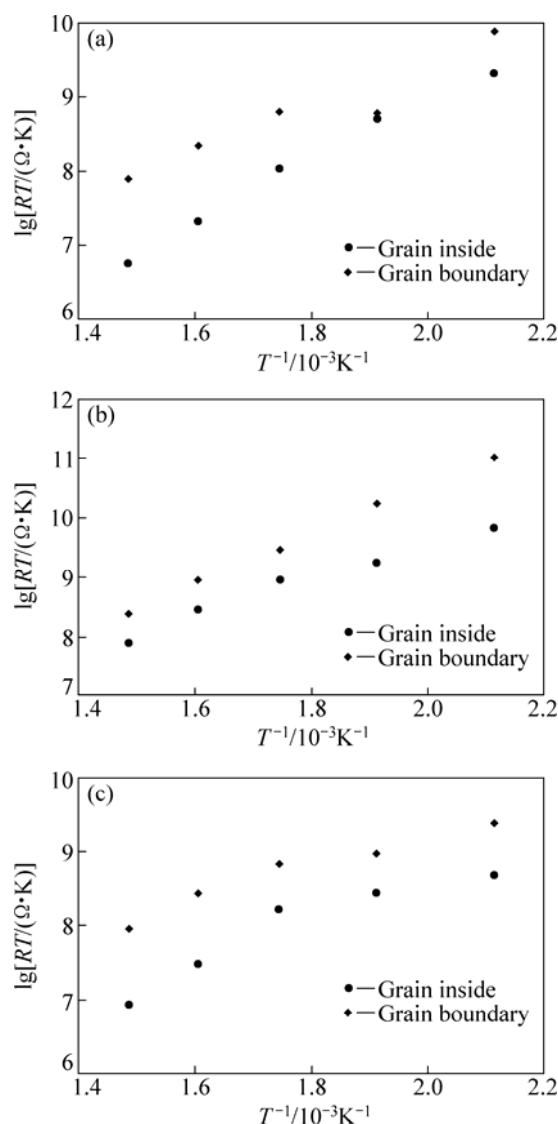 (a)
10
9
8
7
6
lg[RT/(Ω•K)]
●—Grain inside
◆—Grain boundary
1.4 1.6 1.8 2.0 2.2
T⁻¹/10⁻³K⁻¹
(b)
12
11
10
9
8
7
lg[RT/(Ω•K)]
●—Grain inside
◆—Grain boundary
1.4 1.6 1.8 2.0 2.2
T⁻¹/10⁻³K⁻¹
(c)
10
9
8
7
6
lg[RT/(Ω•K)]
●—Grain inside
◆—Grain boundary
1.4 1.6 1.8 2.0 2.2
T⁻¹/10⁻³K⁻¹